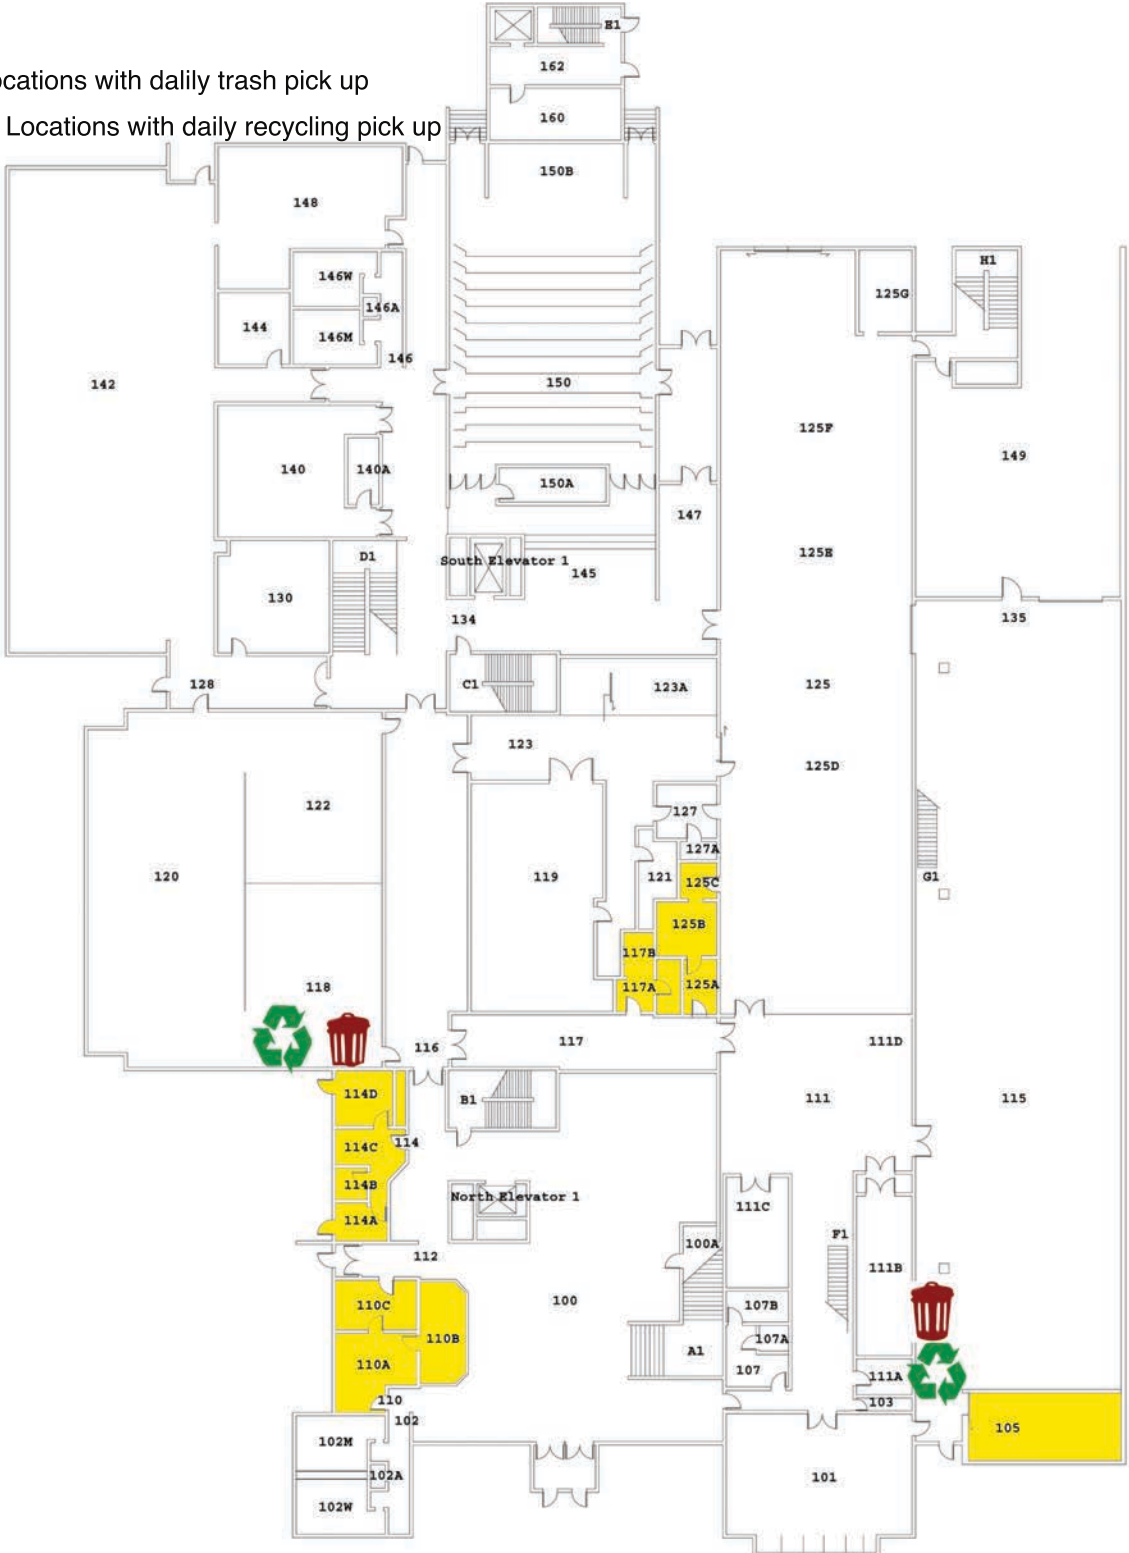 E1
162
ocations with dalily trash pick up
160
Locations with daily recycling pick up
150B
148
H1
146W
125G
146A
144
146M
146
142
150
125F
149
140
140A
150A
147
125E
D1
South Elevator 1
145
130
135
134
128
C1
123A
125
123
125D
122
127
127A
120
119
121
125C
G1
125B
117B
118
117A
125A
116
117
111D
114D
B1
111
115
114C
114
114B
North Elevator 1
111C
114A
F1
100A
112
111B
110C
100
107B
110B
107A
A1
110A
107
111A
110
103
102
105
102M
102A
101
102W